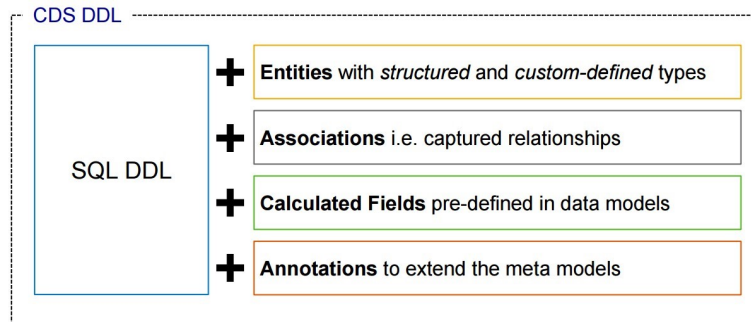 CDS DDL
SQL DDL
+ Entities with structured and custom-defined types
+ Associations i.e. captured relationships
+ Calculated Fields pre-defined in data models
+ Annotations to extend the meta models